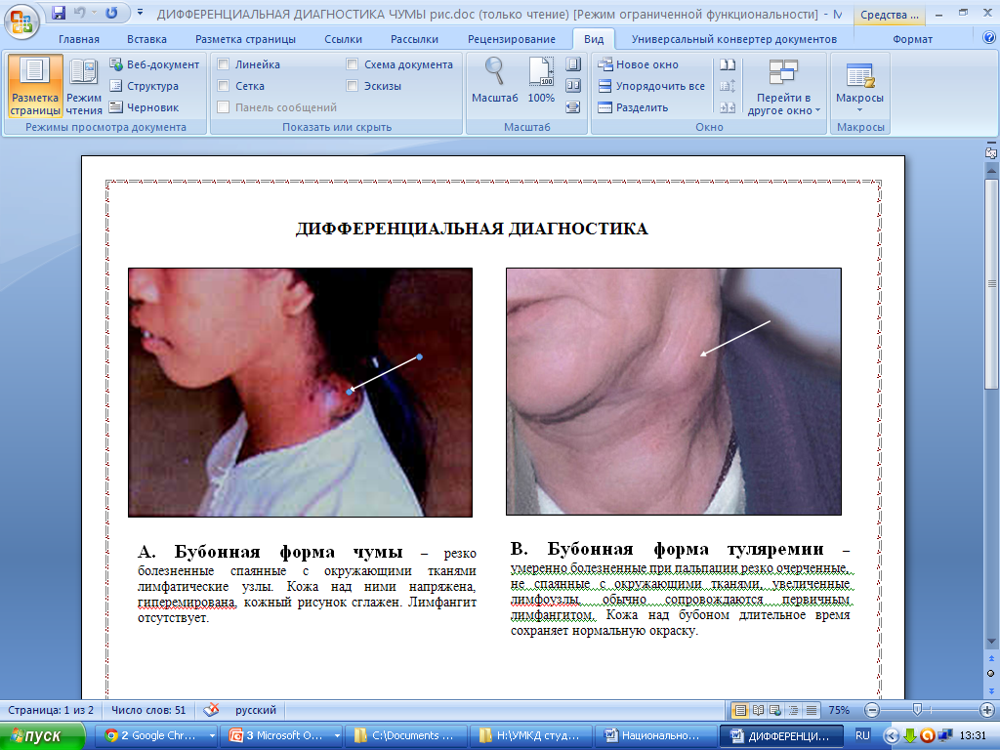 ДИФФЕРЕНЦИАЛЬНАЯ ДИАГНОСТИКА ЧУМЫ рис.doc (только чтение) [Режим ограниченной функциональности] - M
Средства ...
Главная Вставка Разметка страницы Ссылки Рассылки Рецензирование Вид Универсальный конвертер документов Формат
Разметка страницы
Режим чтения
Веб-документ
Структура
Черновик
Режимы просмотра документа
Линейка
Сетка
Панель сообщений
Схема документа
Эскизы
Показать или скрыть
Масштаб
100
100%
Масштаб
Новое окно
Упорядочить все
Разделить
Перейти в другое окно
Окно
Макросы
Макросы
ДИФФЕРЕНЦИАЛЬНАЯ ДИАГНОСТИКА
А. Бубонная форма чумы – резко
болезненные спаянные с окружающими тканями
лимфатические узлы. Кожа над ними напряжена,
гиперемирована, кожный рисунок сглажен. Лимфангит
отсутствует.
В. Бубонная форма туляремии –
умеренно болезненные при пальпации резко очерченные,
не спаянные с окружающими тканями, увеличенные
лимфоузлы, обычно сопровождаются первичным
лимфангитом. Кожа над бубоном длительное время
сохраняет нормальную окраску.
Страница: 1 из 2 Число слов: 51 русский 75%
пуск 2 Google Chr... 3 Microsoft O... C:\Documents ... H:\УМКД студ... Национально... ДИФФЕРЕНЦИ... RU 13:31